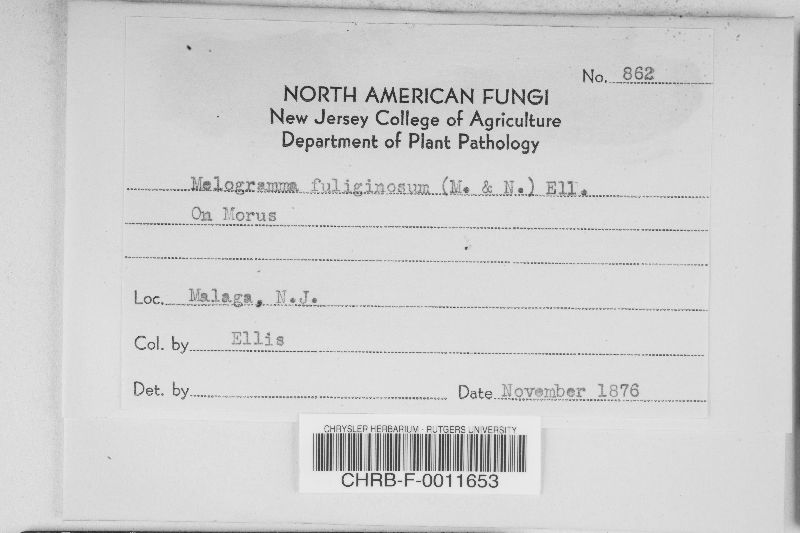 No. 862
NORTH AMERICAN FUNGI
New Jersey College of Agriculture
Department of Plant Pathology
Melogramma fuliginosum (M. & N.) Ell.
On Morus
Loc. Malaga, N.J.
Col. by Ellis
Det. by Date November 1876
CHRYSLER HERBARIUM - RUTGERS UNIVERSITY
CHRB-F-0011653